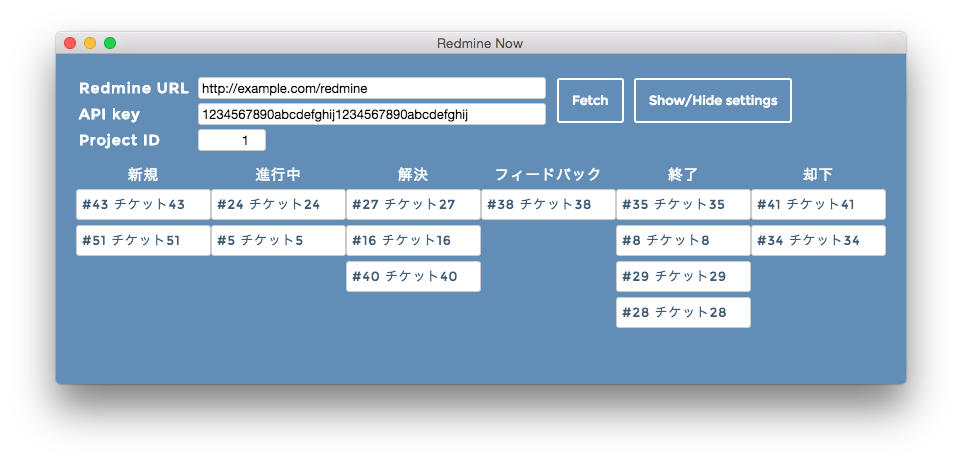 Redmine Now
Redmine URL http://example.com/redmine Fetch Show/Hide settings
API key 1234567890abcdefghij1234567890abcdefghij
Project ID 1
新規 進行中 解決 フィードバック 終了 却下
#43 チケット43 #24 チケット24 #27 チケット27 #38 チケット38 #35 チケット35 #41 チケット41
#51 チケット51 #5 チケット5 #16 チケット16 #8 チケット8 #34 チケット34
#40 チケット40 #29 チケット29
#28 チケット28